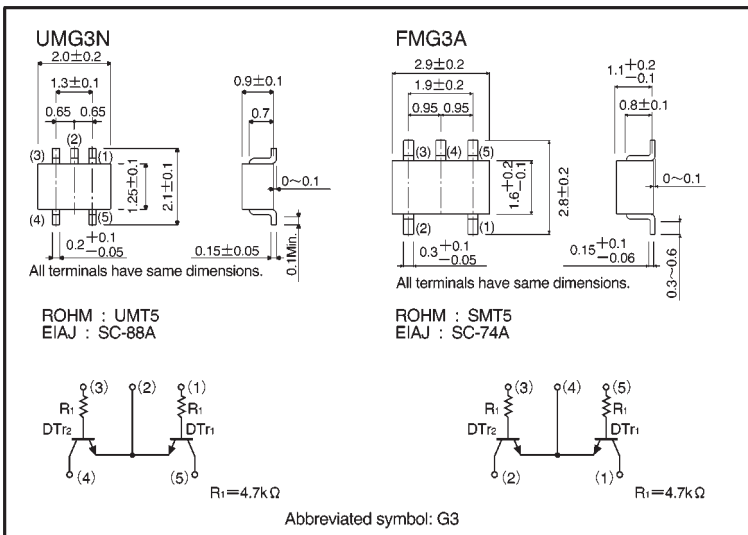 UMG3N
2.0±0.2
1.3±0.1
0.65 0.65
(2)
(3) (1)
(4) (5)
1.25±0.1
2.1±0.1
0.2 +0.1 −0.05
0.9±0.1
0.7
0~0.1
0.15±0.05
0.1Min.
All terminals have same dimensions.
ROHM : UMT5
EIAJ : SC-88A
FMG3A
2.9±0.2
1.9±0.2
0.95 0.95
(3) (4) (5)
(2) (1)
1.6 +0.2 −0.1
2.8±0.2
0.3 +0.1 −0.05
1.1 +0.2 −0.1
0.8±0.1
0~0.1
0.15 +0.1 −0.06
0.3~0.6
All terminals have same dimensions.
ROHM : SMT5
EIAJ : SC-74A
(3) (2) (1)
R1 R1
DTr2 DTr1
(4) (5)
R1=4.7kΩ
(3) (4) (5)
R1 R1
DTr2 DTr1
(2) (1)
R1=4.7kΩ
Abbreviated symbol: G3